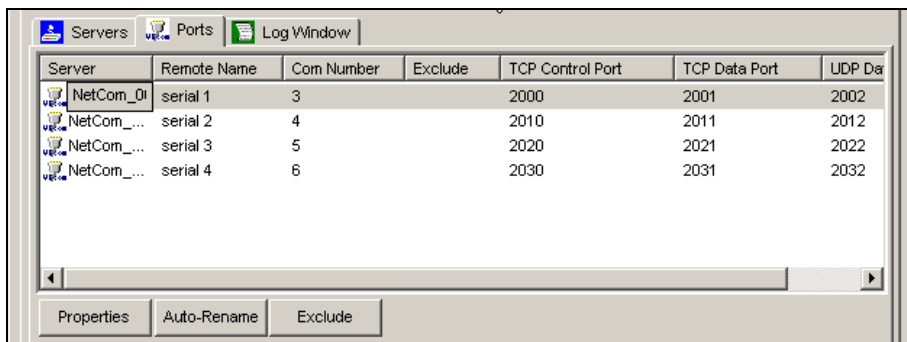 Servers Ports Log Window
Server Remote Name Com Number Exclude TCP Control Port TCP Data Port UDP Da
NetCom_0 serial 1 3 2000 2001 2002
NetCom_... serial 2 4 2010 2011 2012
NetCom_... serial 3 5 2020 2021 2022
NetCom_... serial 4 6 2030 2031 2032
Properties Auto-Rename Exclude